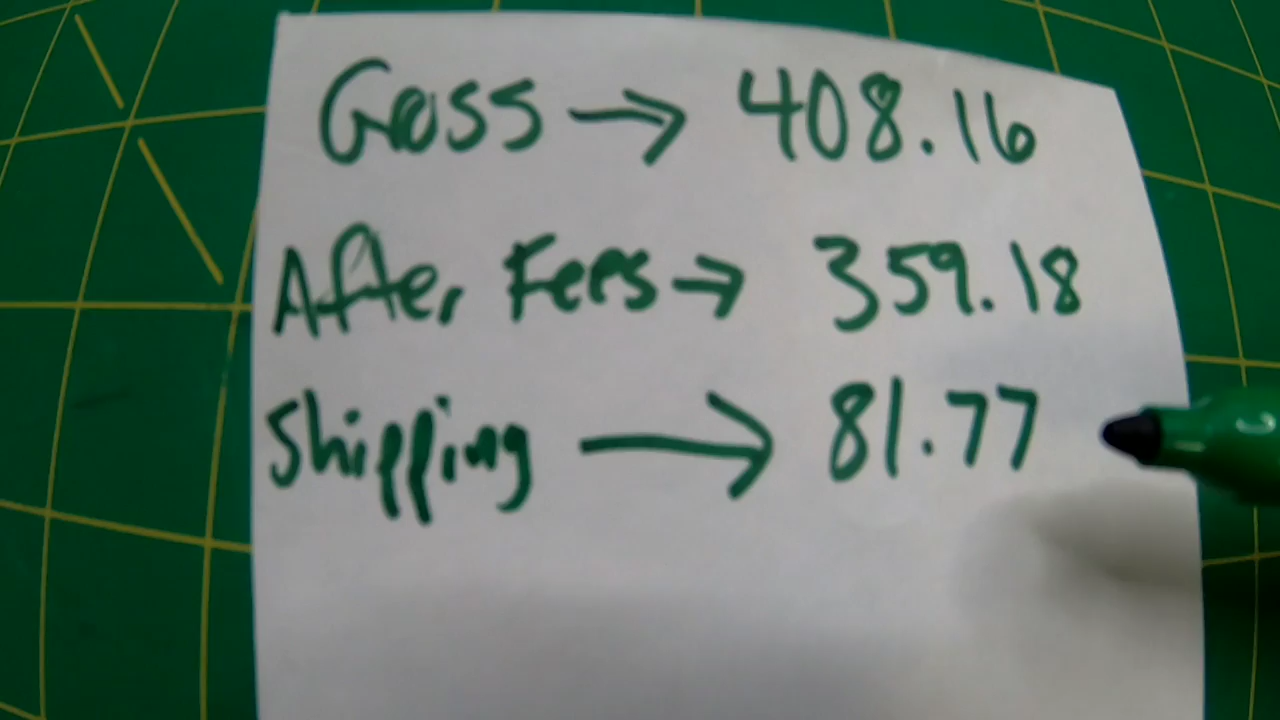 Gross → 408.16
After Fees → 359.18
Shipping → 81.77